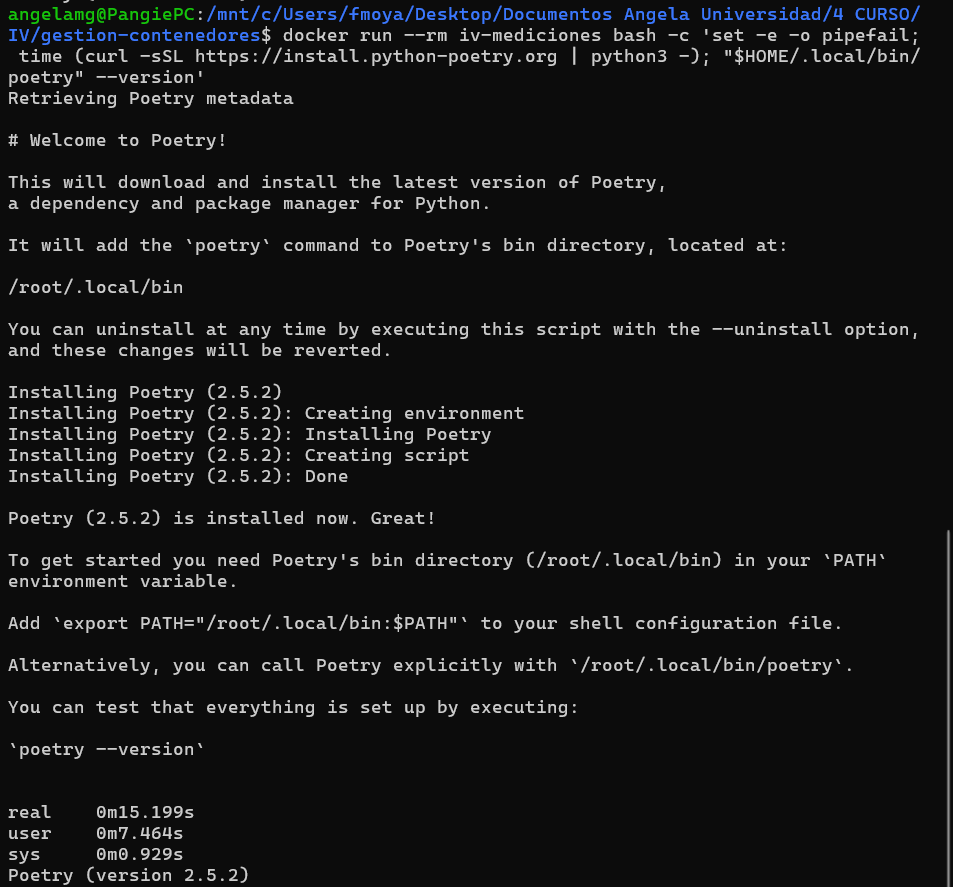 angelamg@PangiePC:/mnt/c/Users/fmoya/Desktop/Documentos Angela Universidad/4 CURSO/
IV/gestion-contenedores$ docker run --rm iv-mediciones bash -c 'set -e -o pipefail;
 time (curl -sSL https://install.python-poetry.org | python3 -); "$HOME/.local/bin/
poetry" --version'
Retrieving Poetry metadata

# Welcome to Poetry!

This will download and install the latest version of Poetry,
a dependency and package manager for Python.

It will add the `poetry` command to Poetry's bin directory, located at:

/root/.local/bin

You can uninstall at any time by executing this script with the --uninstall option,
and these changes will be reverted.

Installing Poetry (2.5.2)
Installing Poetry (2.5.2): Creating environment
Installing Poetry (2.5.2): Installing Poetry
Installing Poetry (2.5.2): Creating script
Installing Poetry (2.5.2): Done

Poetry (2.5.2) is installed now. Great!

To get started you need Poetry's bin directory (/root/.local/bin) in your `PATH`
environment variable.

Add `export PATH="/root/.local/bin:$PATH"` to your shell configuration file.

Alternatively, you can call Poetry explicitly with `/root/.local/bin/poetry`.

You can test that everything is set up by executing:

`poetry --version`


real    0m15.199s
user    0m7.464s
sys     0m0.929s
Poetry (version 2.5.2)